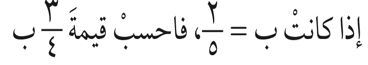 إذا كانتْ ب = ٢/٥، فاحسبْ قيمةَ ٣/٤ ب